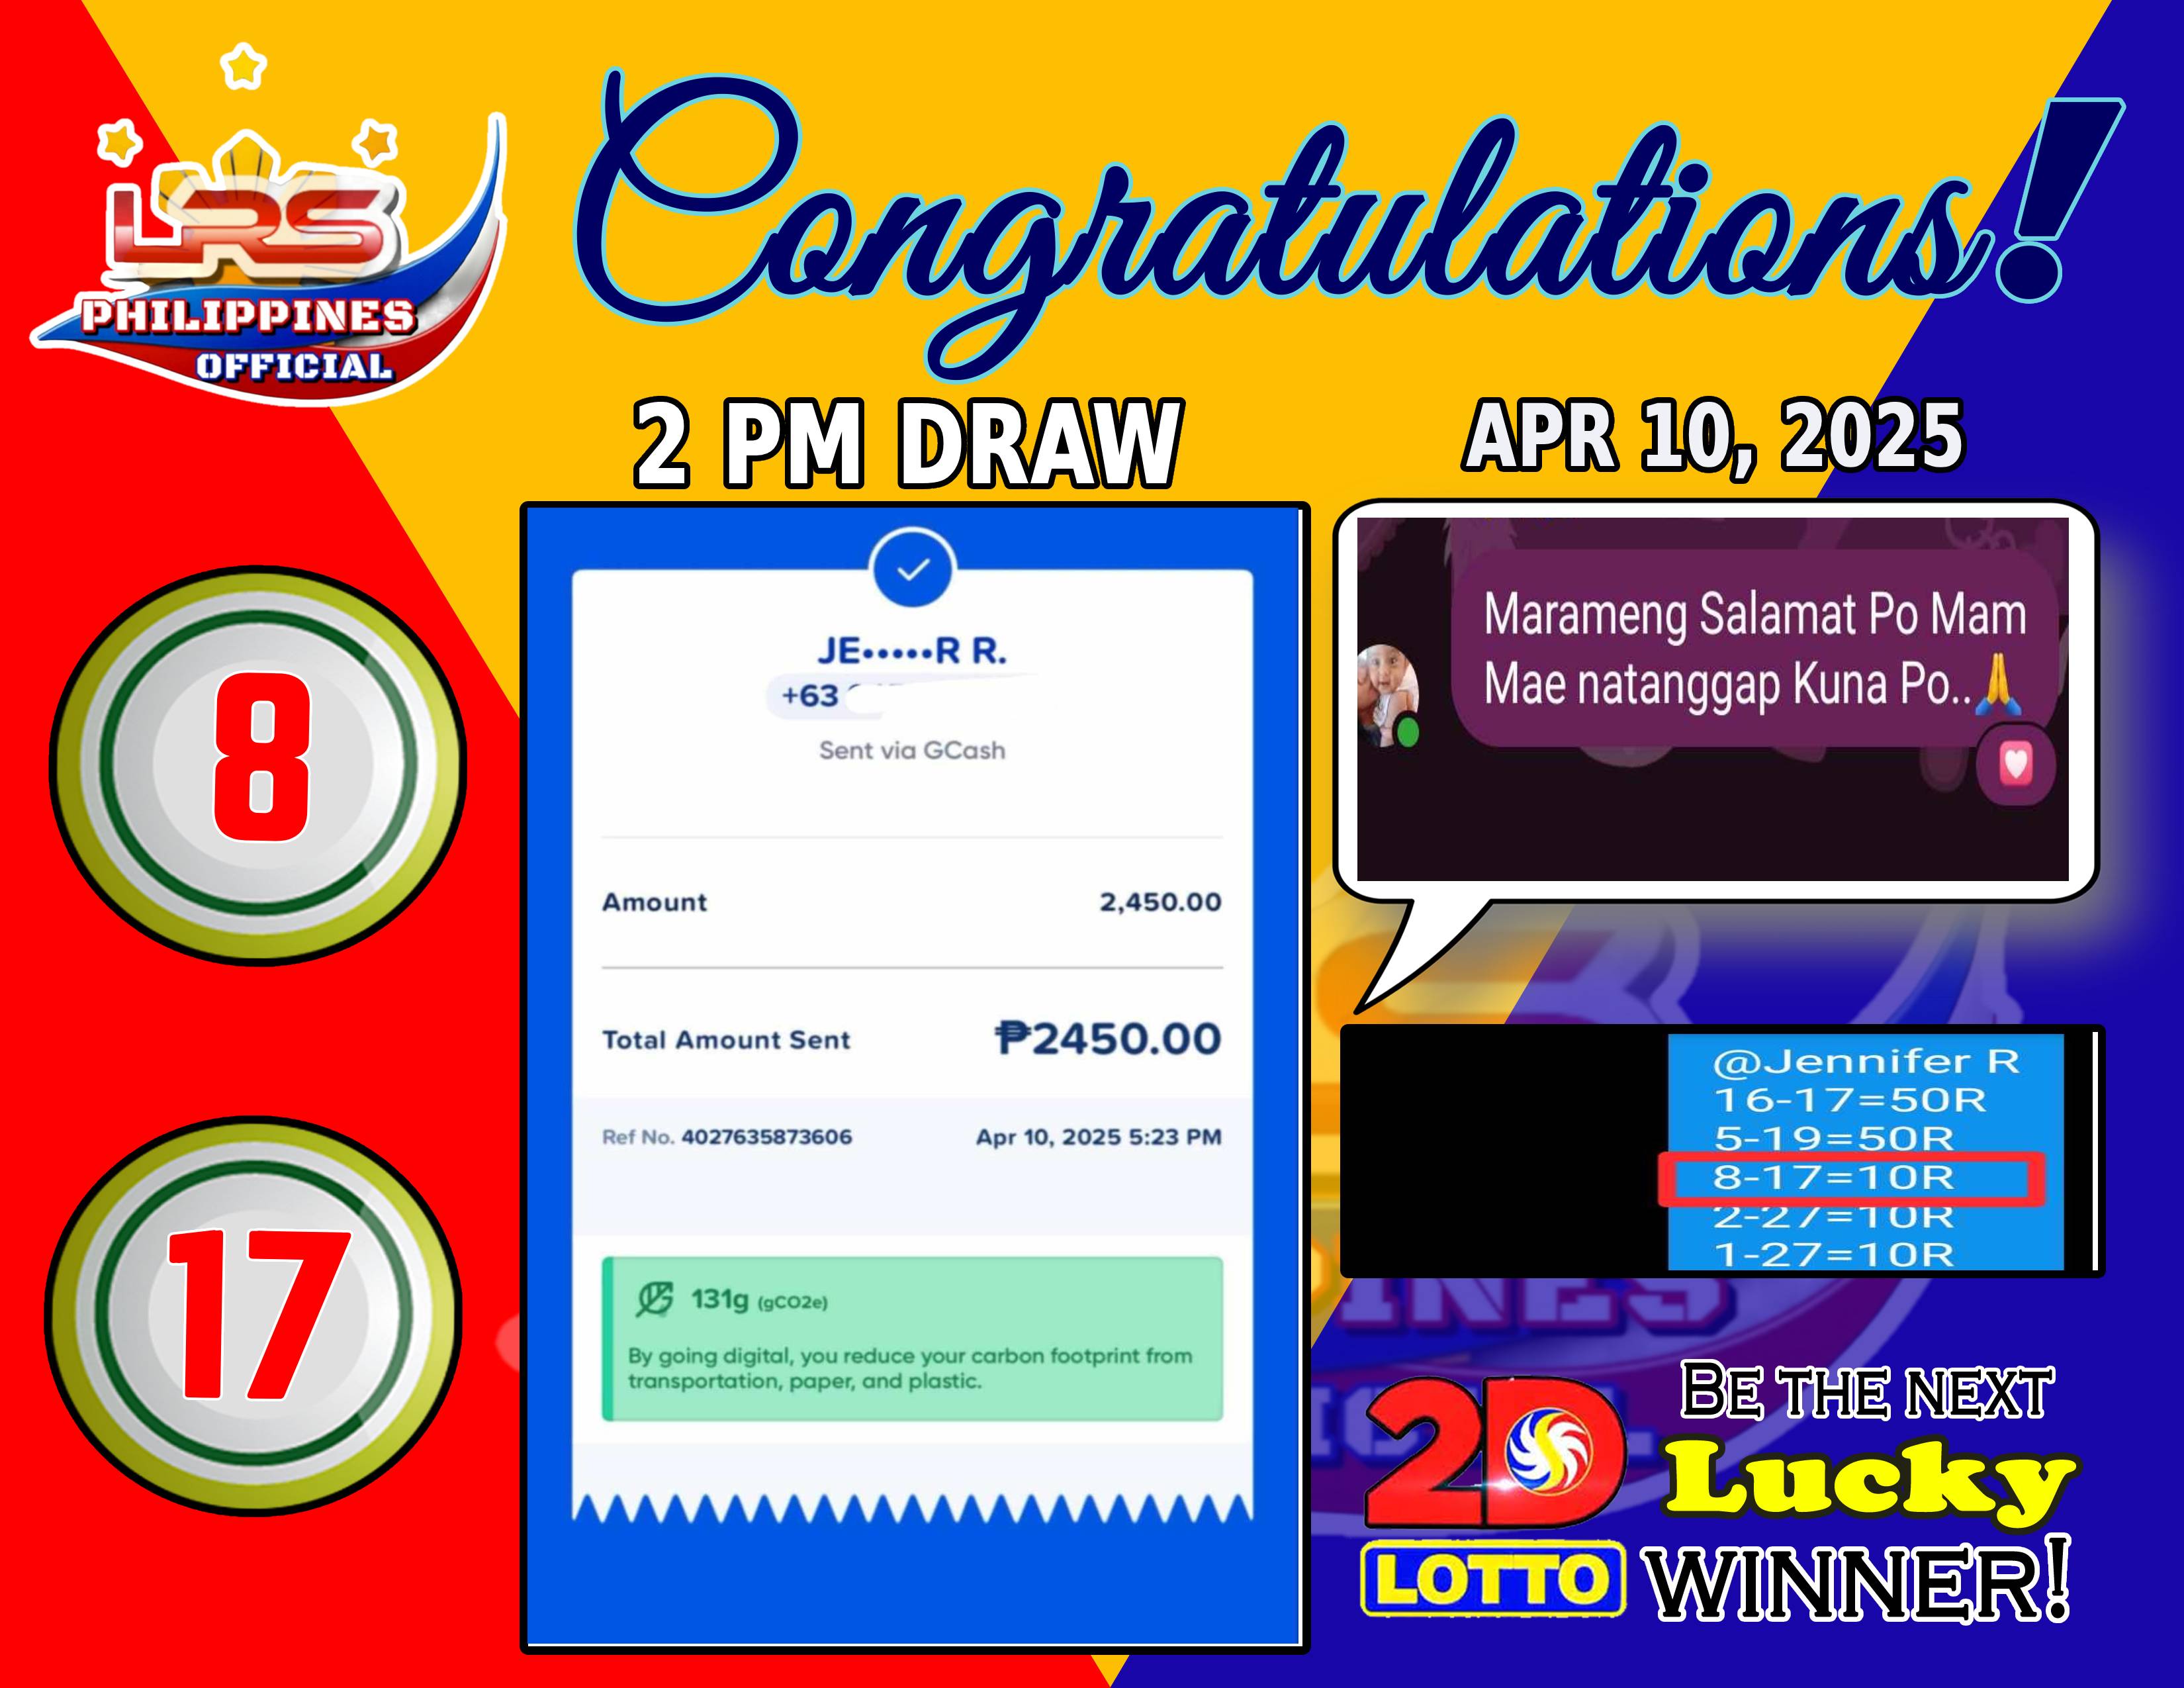 LRS
PHILIPPINES
OFFICIAL
Congratulations!
2 PM DRAW
APR 10, 2025
8
17
JE•••••R R.
+63
Sent via GCash
Amount 2,450.00
Total Amount Sent ₱2450.00
Ref No. 4027635873606 Apr 10, 2025 5:23 PM
131g (gCO2e)
By going digital, you reduce your carbon footprint from
transportation, paper, and plastic.
Marameng Salamat Po Mam
Mae natanggap Kuna Po..🙏
@Jennifer R
16-17=50R
5-19=50R
8-17=10R
2-27=10R
1-27=10R
2D
LOTTO
BE THE NEXT
Lucky
WINNER!